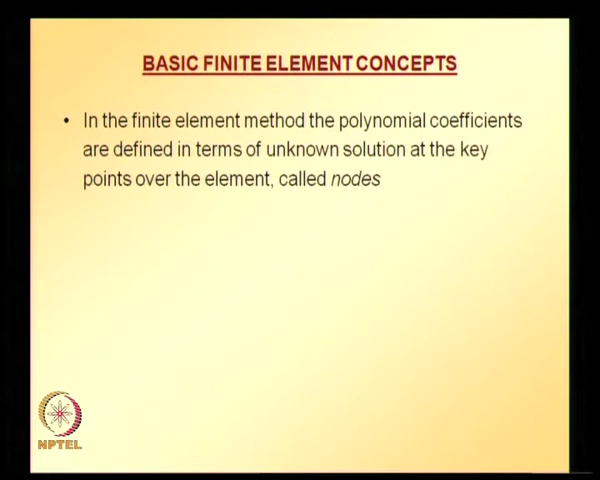 BASIC FINITE ELEMENT CONCEPTS
• In the finite element method the polynomial coefficients
are defined in terms of unknown solution at the key
points over the element, called nodes
NPTEL